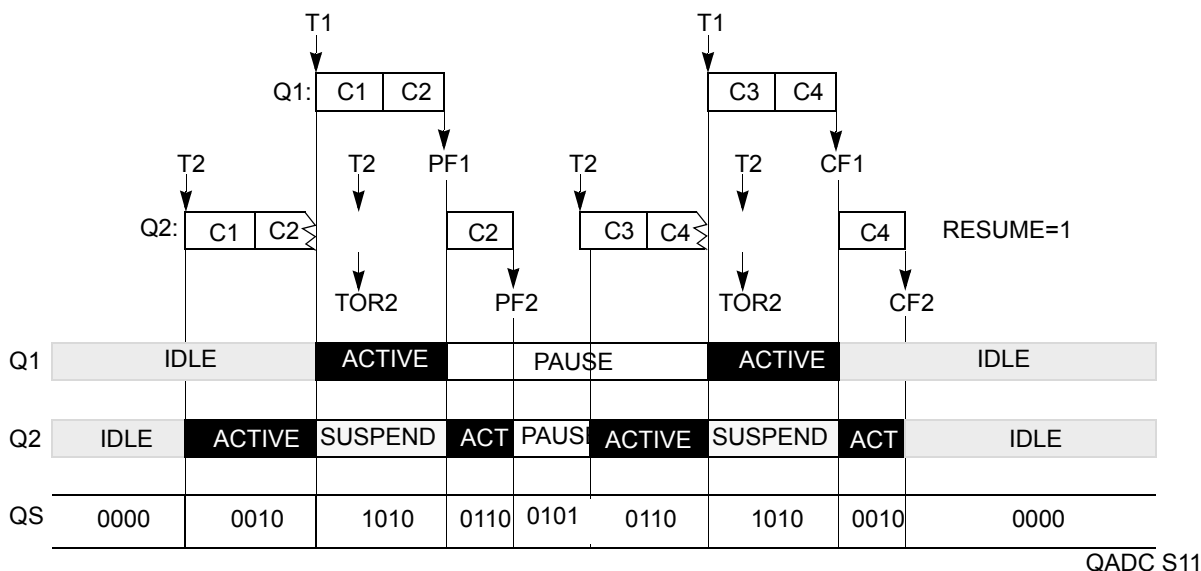 T1 T1
Q1: C1 C2 C3 C4
T2 T2 PF1 T2 T2 CF1
Q2: C1 C2 C2 C3 C4 C4 RESUME=1
TOR2 PF2 TOR2 CF2
Q1 IDLE ACTIVE PAUSE ACTIVE IDLE
Q2 IDLE ACTIVE SUSPEND ACT PAUSE ACTIVE SUSPEND ACT IDLE
QS 0000 0010 1010 0110 0101 0110 1010 0010 0000
QADC S11